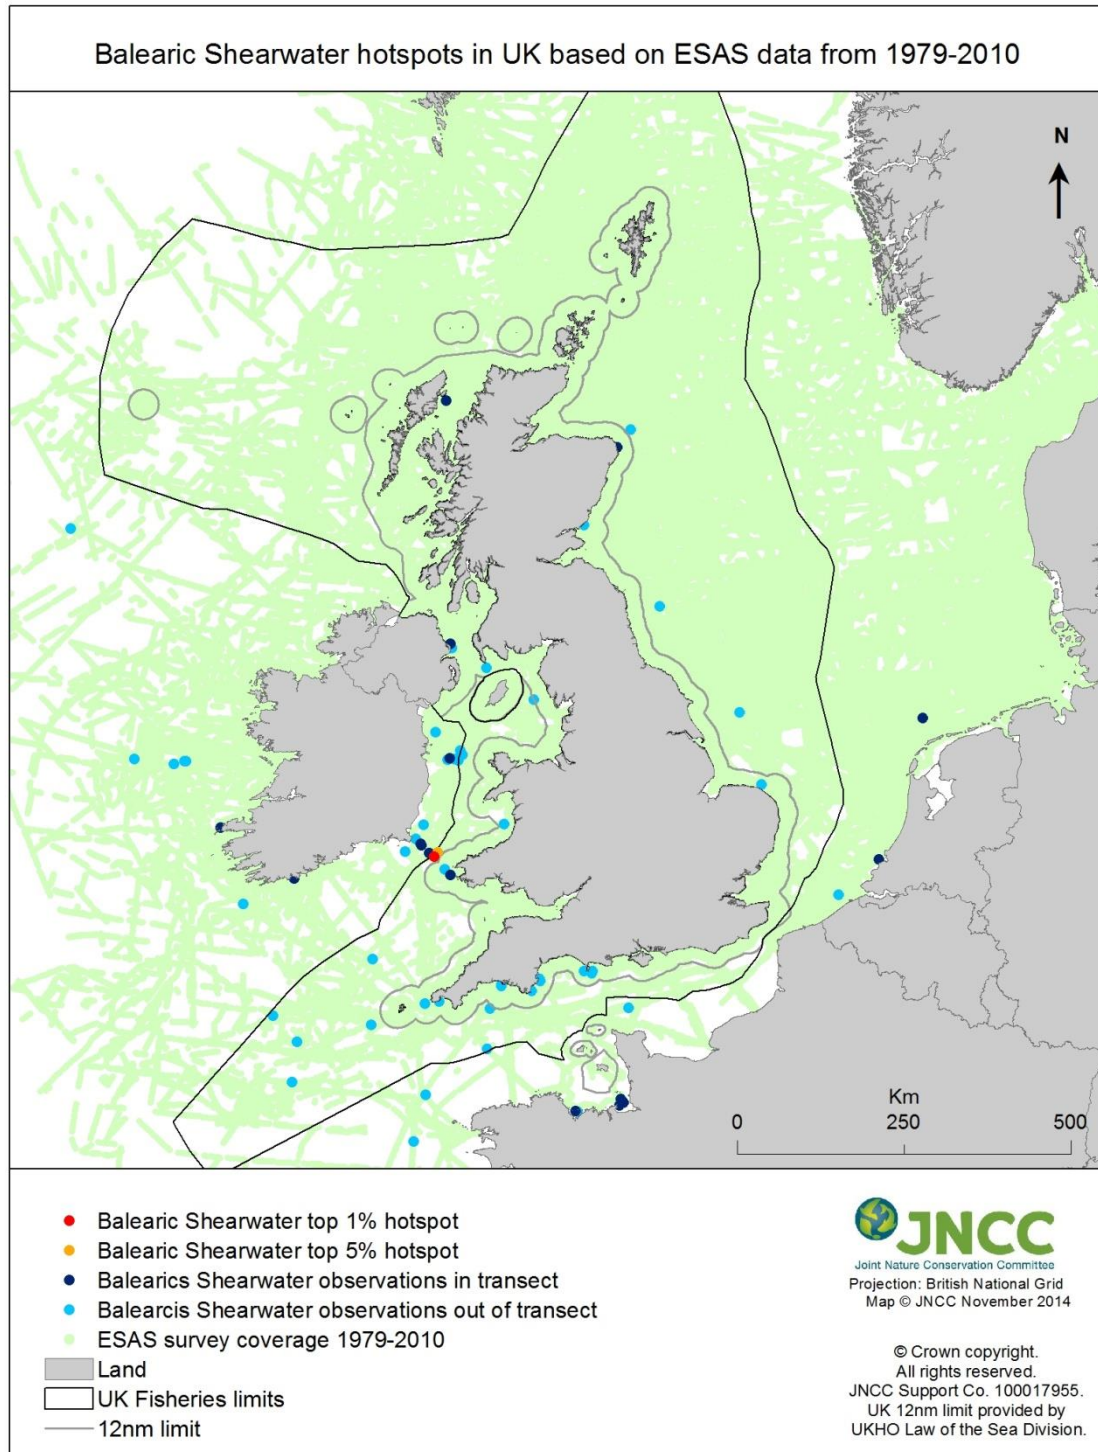 Balearic Shearwater hotspots in UK based on ESAS data from 1979-2010
N
Km
0 250 500
Balearic Shearwater top 1% hotspot
Balearic Shearwater top 5% hotspot
Balearics Shearwater observations in transect
Balearcis Shearwater observations out of transect
ESAS survey coverage 1979-2010
Land
UK Fisheries limits
12nm limit
JNCC
Joint Nature Conservation Committee
Projection: British National Grid
Map © JNCC November 2014
© Crown copyright.
All rights reserved.
JNCC Support Co. 100017955.
UK 12nm limit provided by
UKHO Law of the Sea Division.